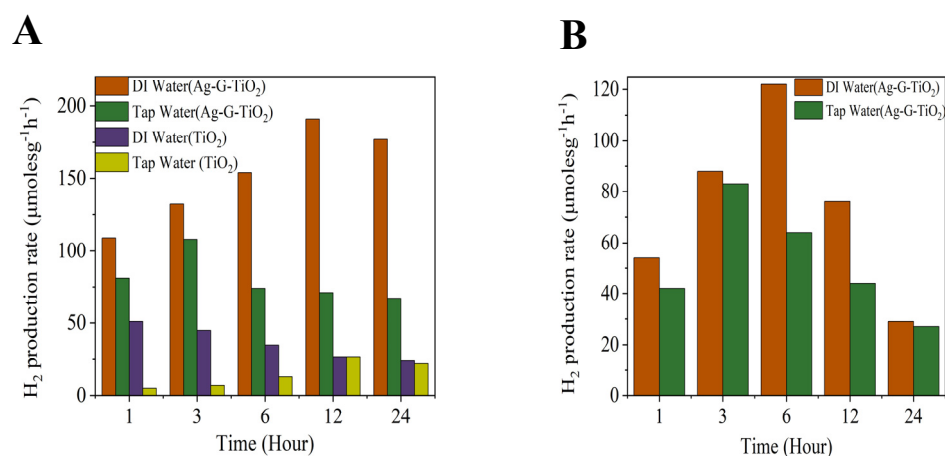 A
B
DI Water(Ag-G-TiO₂)
Tap Water(Ag-G-TiO₂)
DI Water(TiO₂)
Tap Water (TiO₂)
200
150
100
50
0
H₂ production rate (μmolesg⁻¹h⁻¹)
1 3 6 12 24
Time (Hour)
DI Water(Ag-G-TiO₂)
Tap Water(Ag-G-TiO₂)
120
100
80
60
40
20
0
H₂ production rate (μmolesg⁻¹h⁻¹)
1 3 6 12 24
Time (Hour)